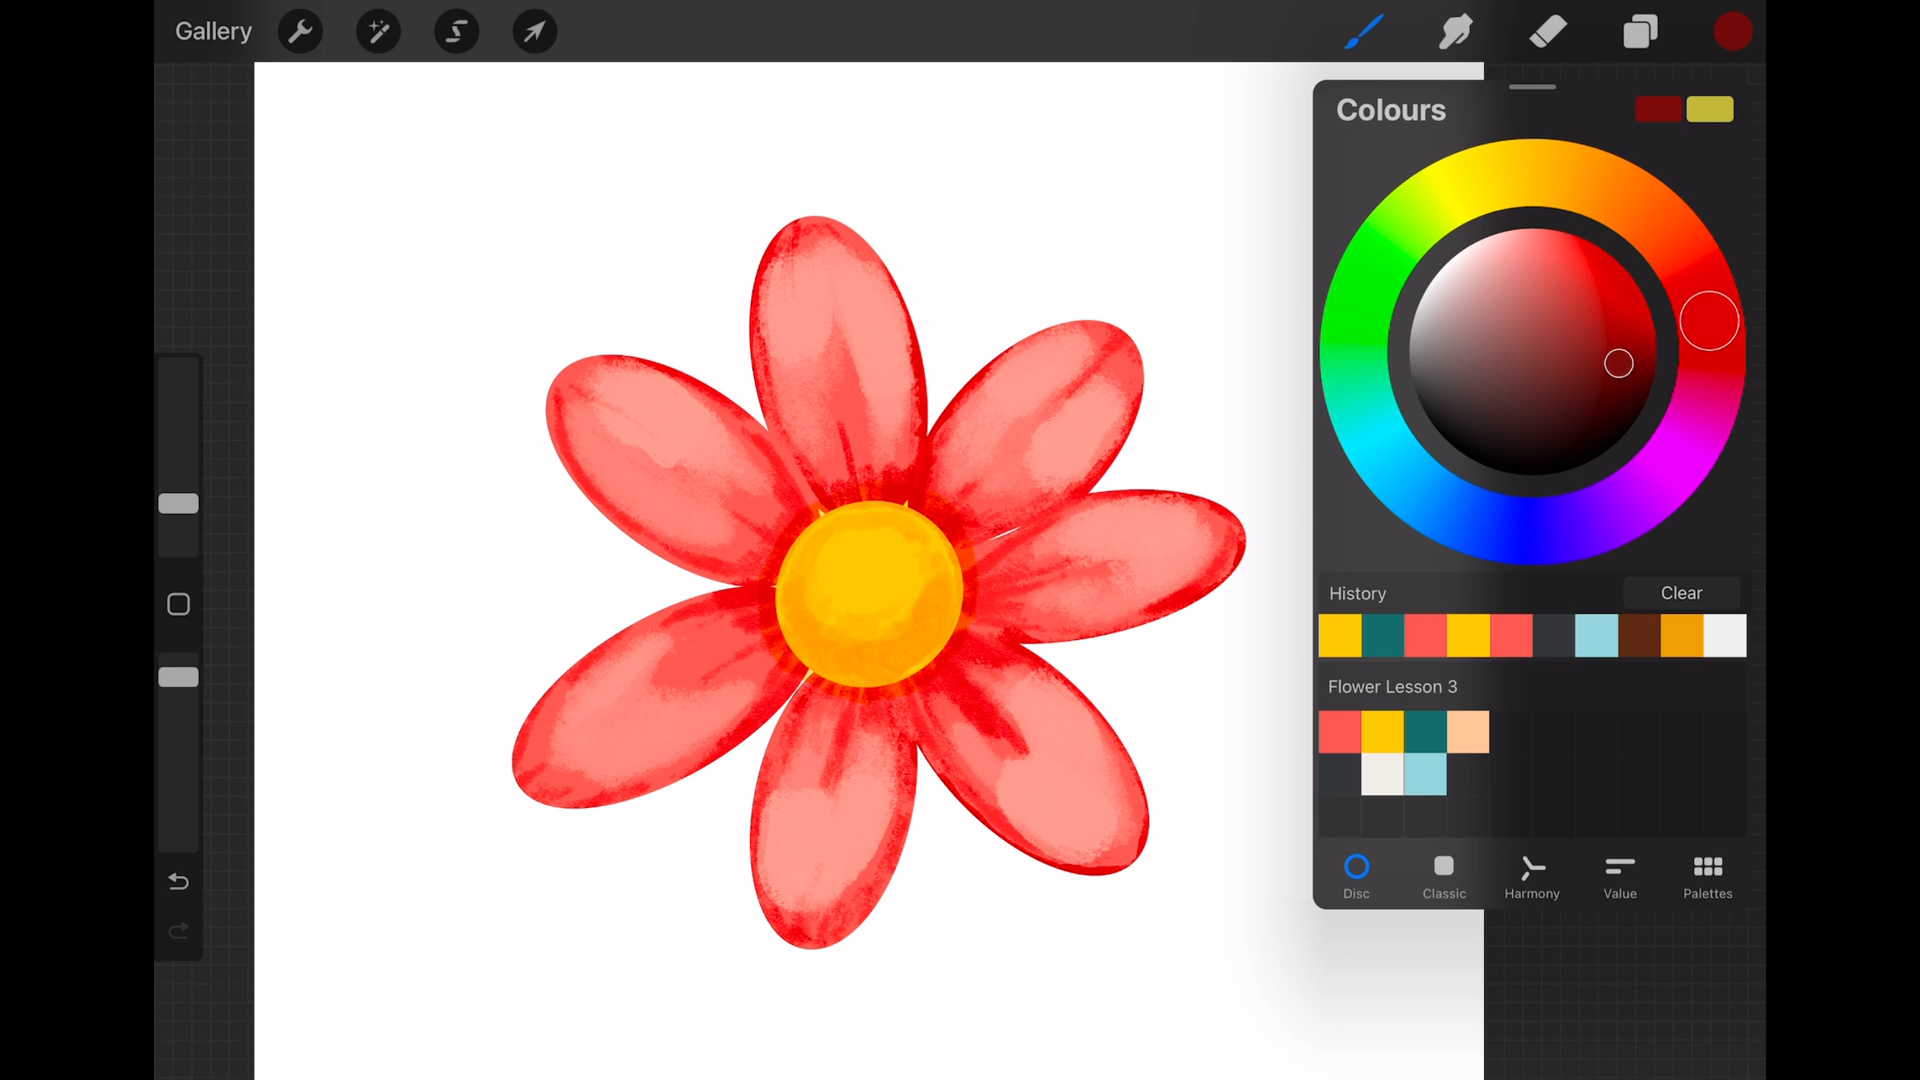 Gallery
Colours
History
Clear
Flower Lesson 3
Disc
Classic
Harmony
Value
Palettes